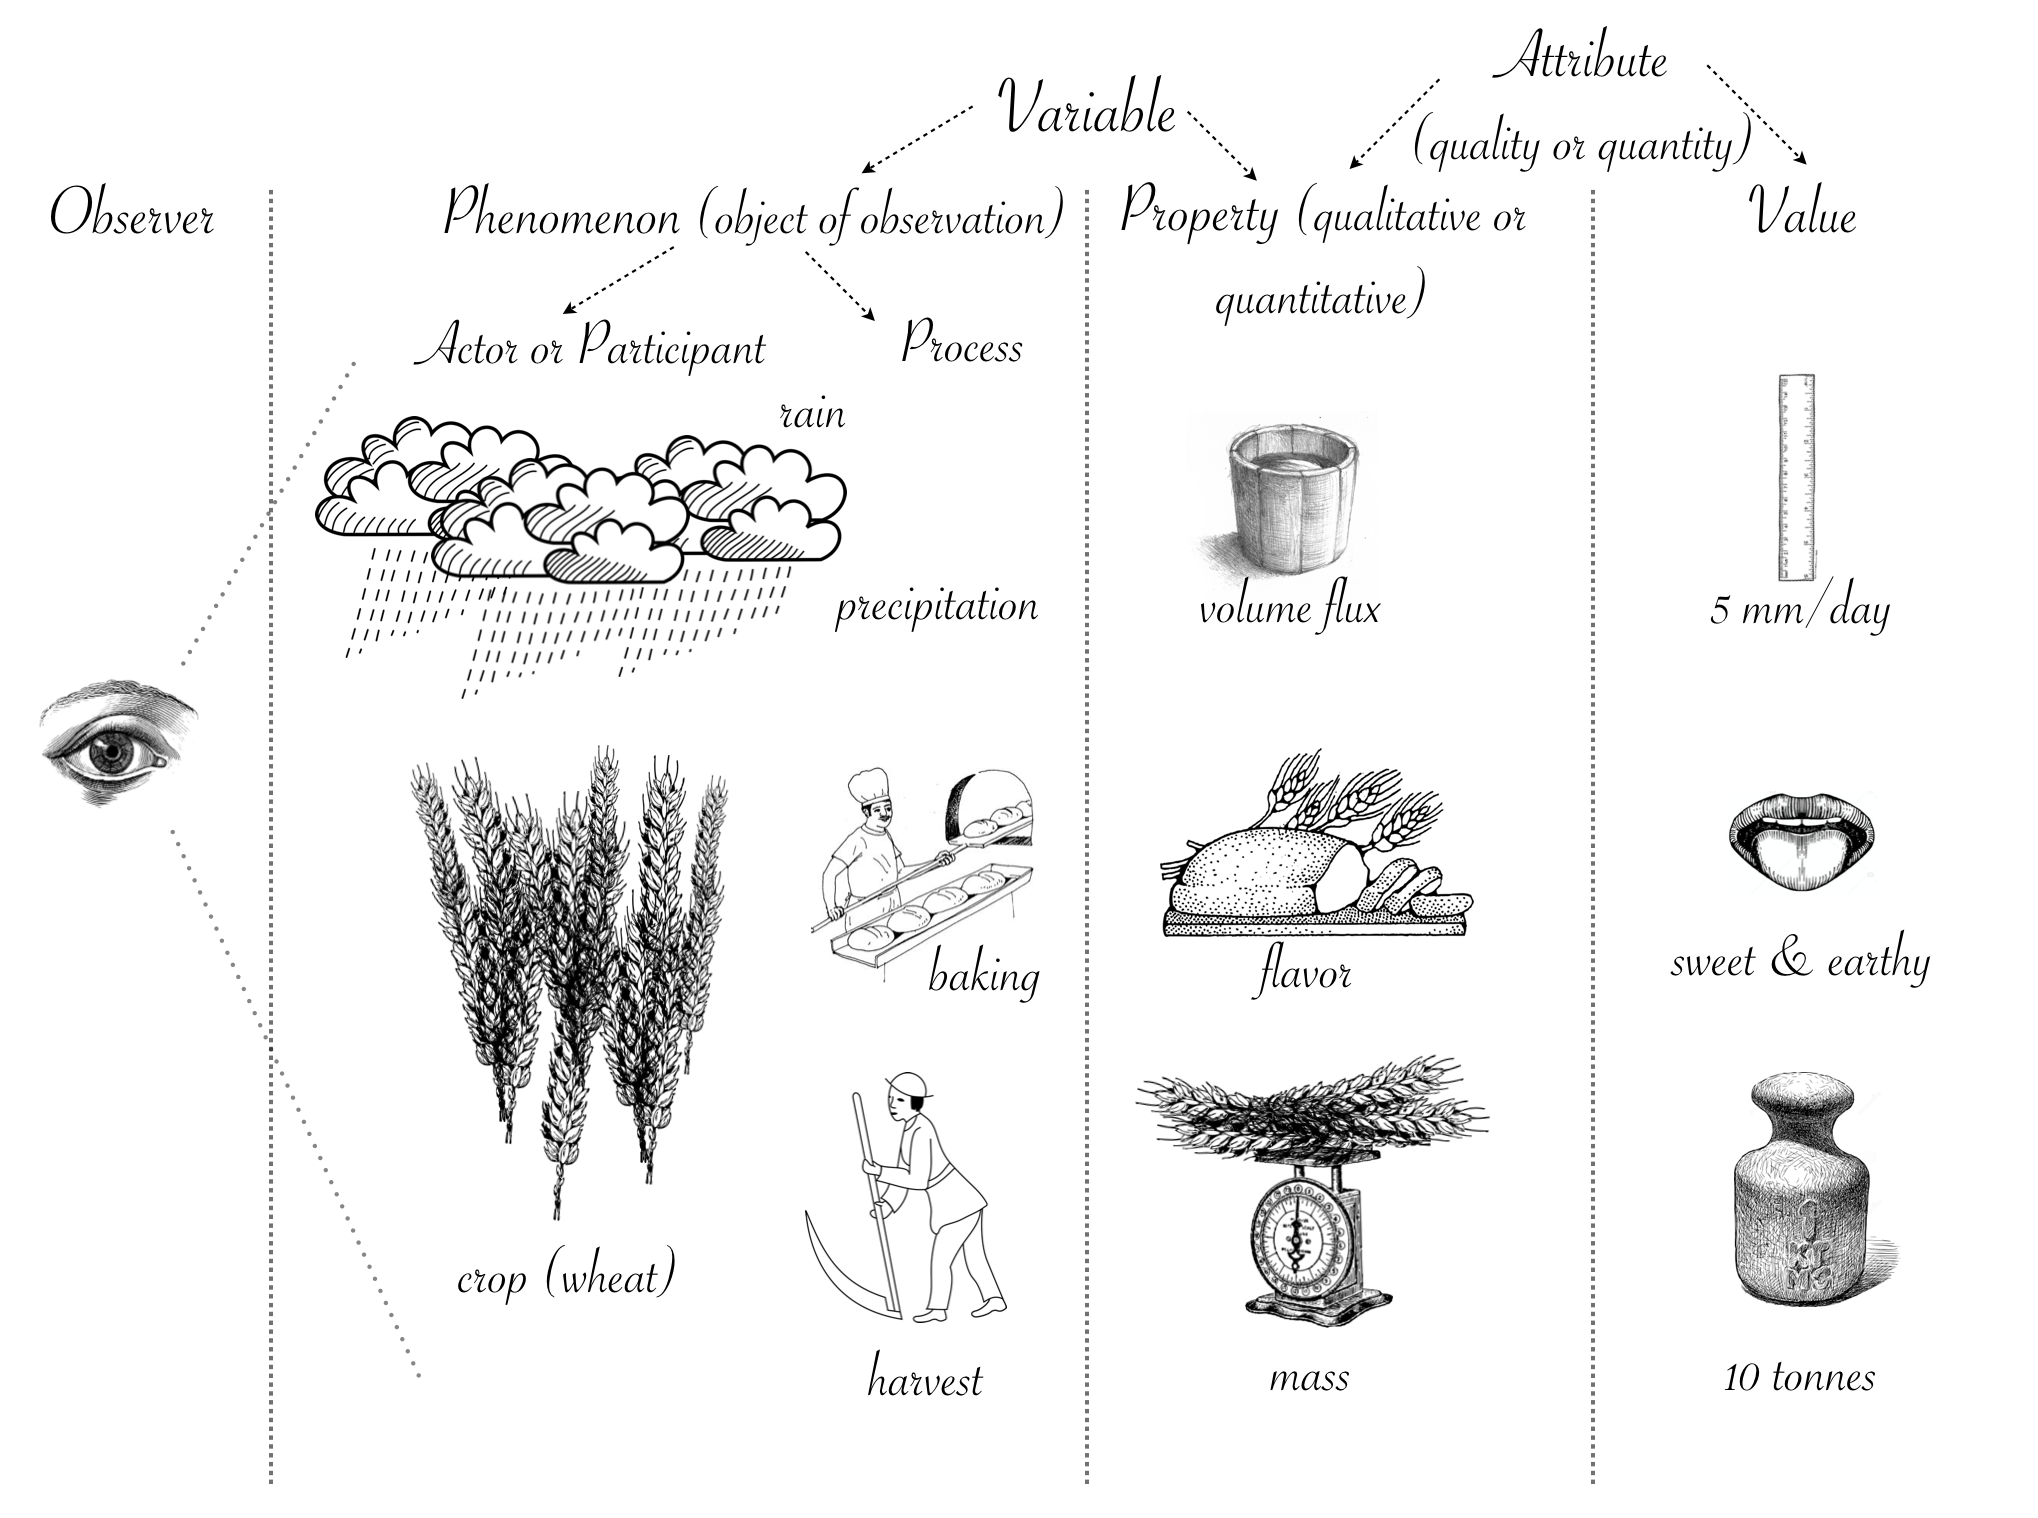 Attribute
Variable
(quality or quantity)
Observer
Phenomenon (object of observation)
Property (qualitative or
quantitative)
Value
Actor or Participant
Process
rain
precipitation
volume flux
5 mm/day
baking
flavor
sweet & earthy
crop (wheat)
harvest
mass
10 tonnes